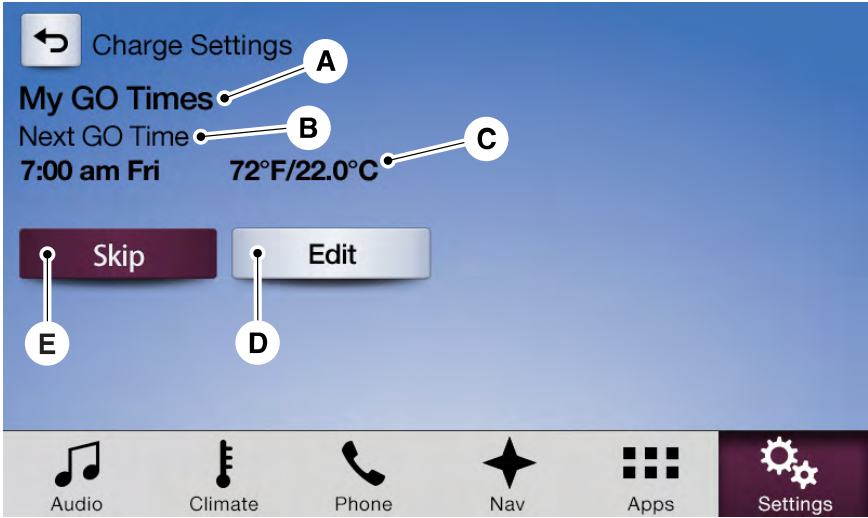 Charge Settings
A
My GO Times
B
Next GO Time
C
7:00 am Fri 72°F/22.0°C
Skip Edit
E D
Audio Climate Phone Nav Apps Settings